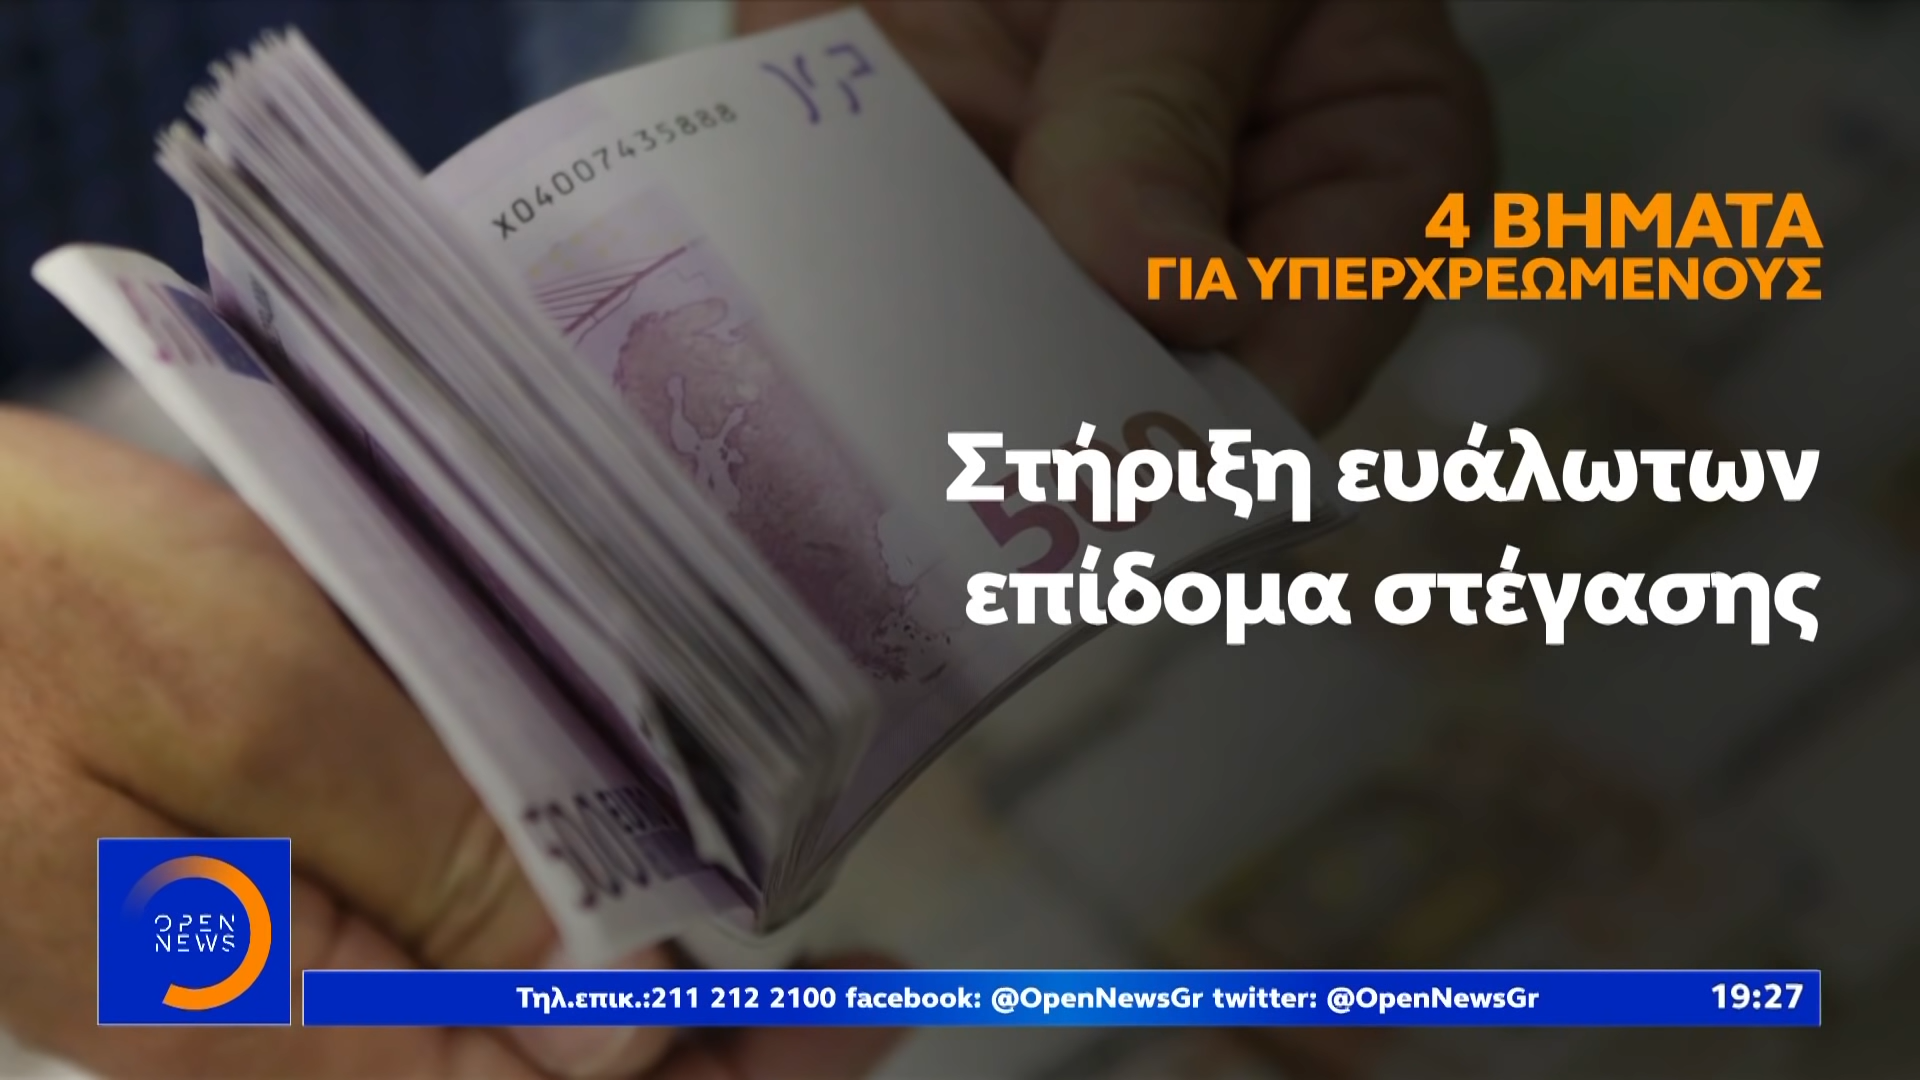 X04007435888
4 ΒΗΜΑΤΑ
ΓΙΑ ΥΠΕΡΧΡΕΩΜΕΝΟΥΣ
Στήριξη ευάλωτων
500
επίδομα στέγασης
OPEN
NEWS
Τηλ.επικ.:211 212 2100 facebook: @OpenNewsGr twitter: @OpenNewsGr
19:27